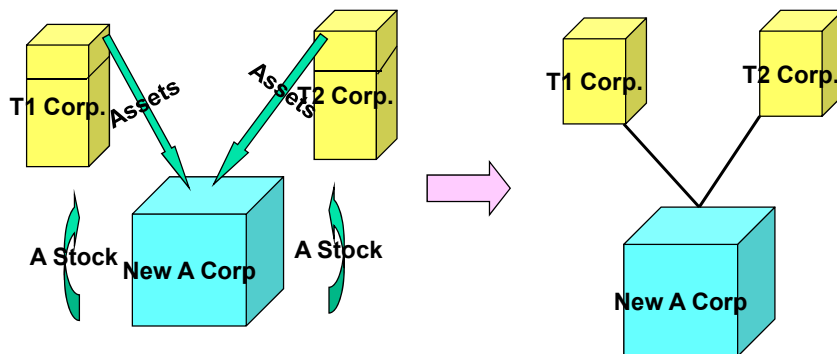 T1 Corp.
Assets
Assets
T2 Corp.
A Stock
New A Corp
A Stock
T1 Corp.
T2 Corp.
New A Corp